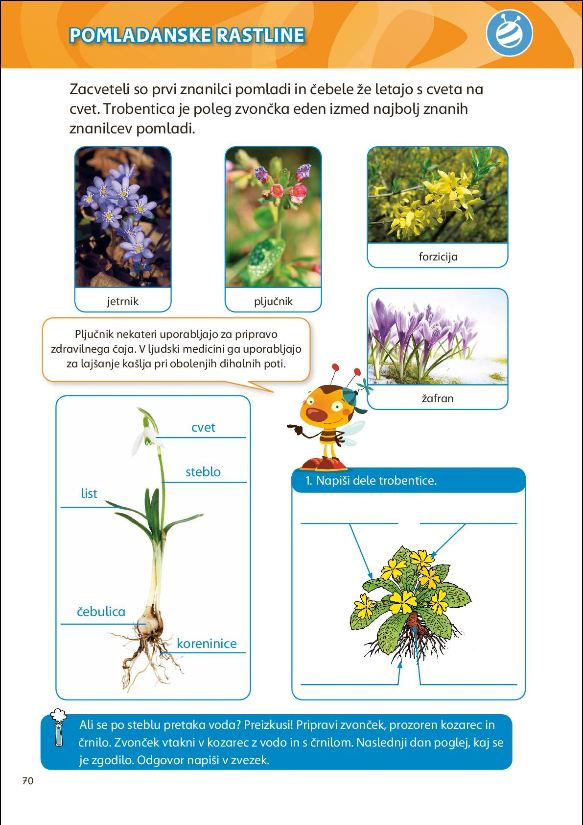 POMLADANSKE RASTLINE
Zacveteli so prvi znanilci pomladi in čebele že letajo s cveta na
cvet. Trobentica je poleg zvončka eden izmed najbolj znanih
znanilcev pomladi.
jetrnik
pljučnik
forzicija
Pljučnik nekateri uporabljajo za pripravo
zdravilnega čaja. V ljudski medicini ga uporabljajo
za lajšanje kašlja pri obolenjih dihalnih poti.
žafran
cvet
steblo
list
čebulica
koreninice
1. Napiši dele trobentice.
Ali se po steblu pretaka voda? Preizkusi! Pripravi zvonček, prozoren kozarec in
črnilo. Zvonček vtakni v kozarec z vodo in s črnilom. Naslednji dan poglej, kaj se
je zgodilo. Odgovor napiši v zvezek.
70